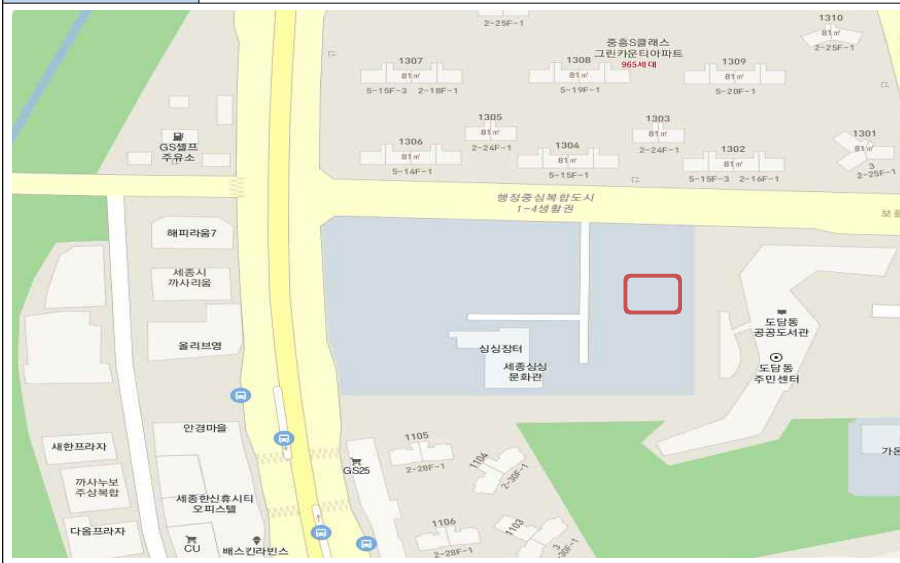 2-25F-1
1310
81㎡
2-25F-1
중흥S클래스
그린카운티아파트
965세대
1307
81㎡
5-15F-3 2-18F-1
1308
81㎡
5-19F-1
1309
81㎡
5-20F-1
GS셀프
주유소
1306
81㎡
5-14F-1
1305
81㎡
2-24F-1
1304
81㎡
5-15F-1
1303
81㎡
2-24F-1
1302
81㎡
5-15F-3 2-16F-1
1301
81㎡
3
2-25F-1
행정중심복합도시
1-4생활권
보듬
해피라움7
세종시
까사리움
올리브영
싱싱장터
세종싱싱
문화관
도담동
공공도서관
도담동
주민센터
안경마을
새한프라자
까사누보
주상복합
세종한신휴시티
오피스텔
다옴프라자
CU
배스킨라빈스
GS25
1105
2-28F-1
1104
2-30F-1
1106
2-28F-1
1103
3
-30F-1
가온